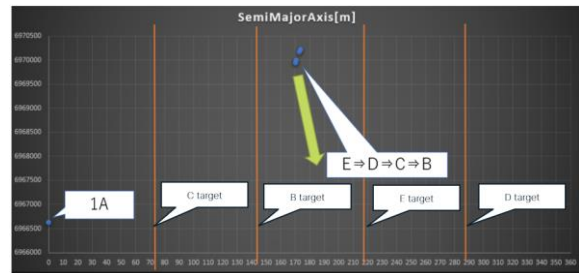 SemiMajorAxis[m]
6970500
6970000
6969500
6969000
6968500
6968000
6967500
6967000
6966500
6966000
E⇒D⇒C⇒B
1A
C target
B target
E target
D target
0 10 20 30 40 50 60 70 80 90 100 110 120 130 140 150 160 170 180 190 200 210 220 230 240 250 260 270 280 290 300 310 320 330 340 350 360